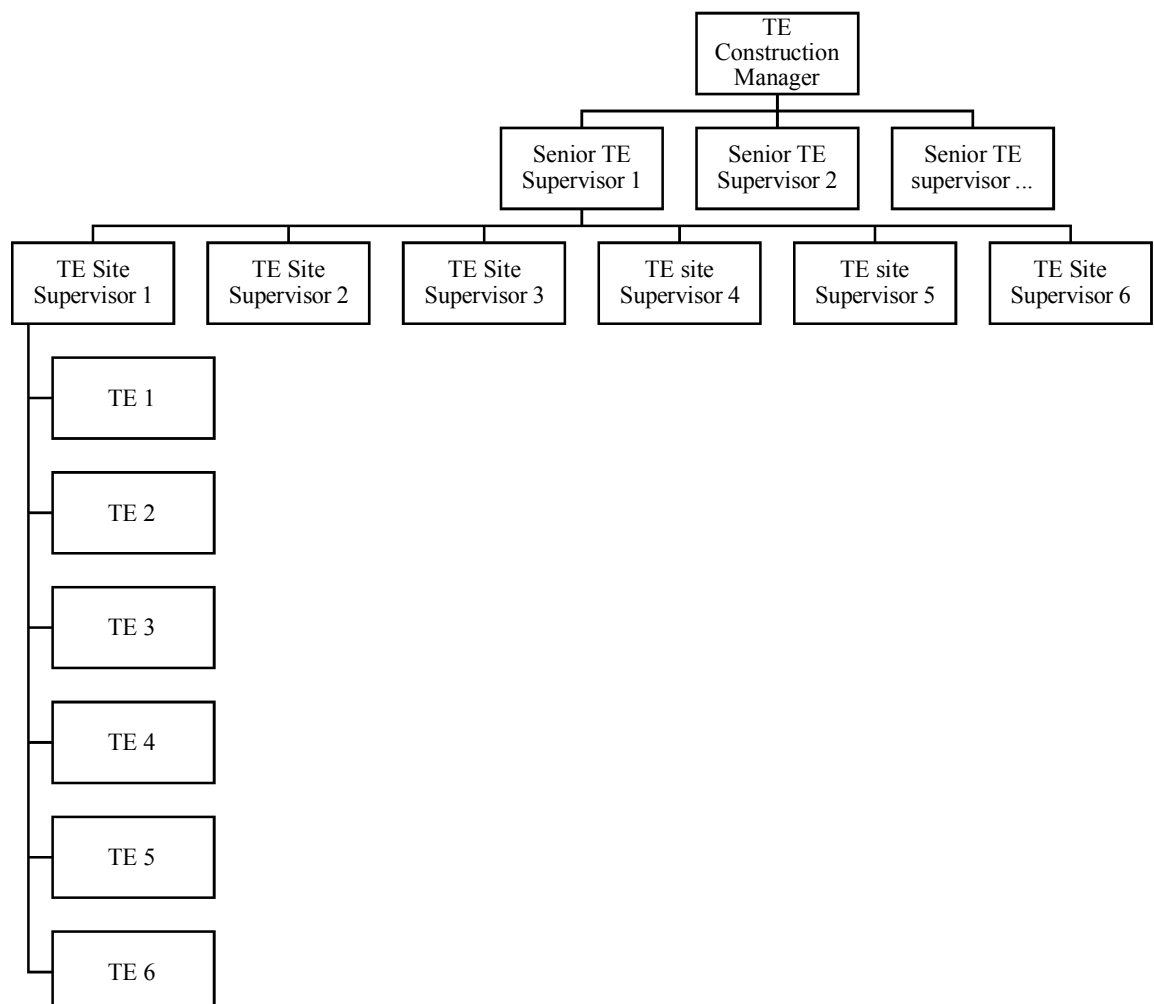 TE
Construction
Manager
Senior TE
Supervisor 1
Senior TE
Supervisor 2
Senior TE
supervisor ...
TE Site
Supervisor 1
TE Site
Supervisor 2
TE Site
Supervisor 3
TE site
Supervisor 4
TE site
Supervisor 5
TE Site
Supervisor 6
TE 1
TE 2
TE 3
TE 4
TE 5
TE 6